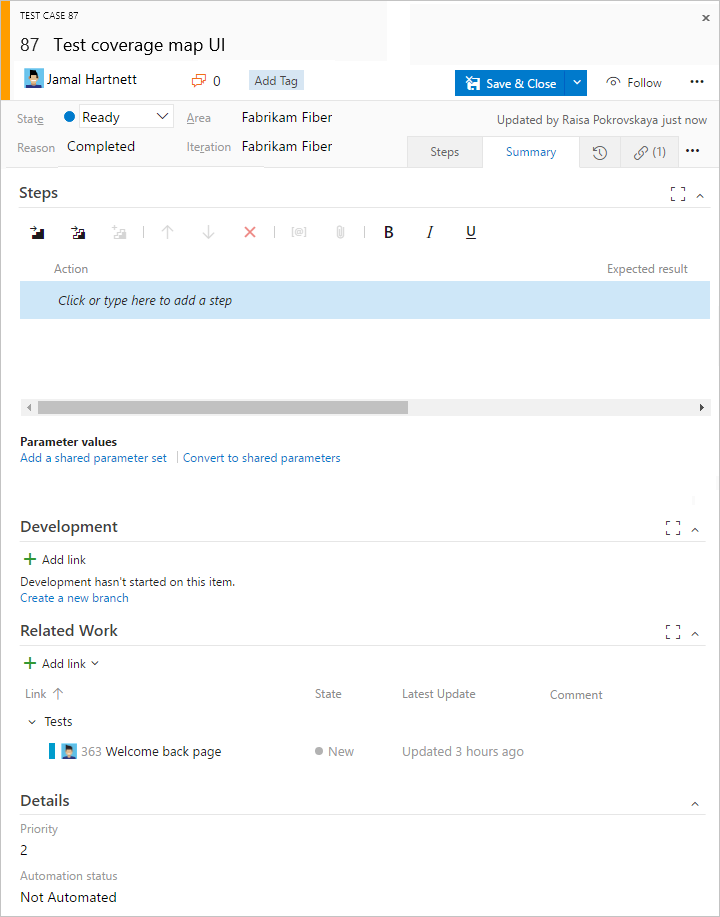 TEST CASE 87
87 Test coverage map UI
Jamal Hartnett 0 Add Tag Save & Close Follow
State Ready Area Fabrikam Fiber Updated by Raisa Pokrovskaya just now
Reason Completed Iteration Fabrikam Fiber
Steps Summary (1)
Steps
[@] B I U
Action Expected result
Click or type here to add a step
Parameter values
Add a shared parameter set | Convert to shared parameters
Development
+ Add link
Development hasn't started on this item.
Create a new branch
Related Work
+ Add link
Link State Latest Update Comment
Tests
363 Welcome back page New Updated 3 hours ago
Details
Priority
2
Automation status
Not Automated